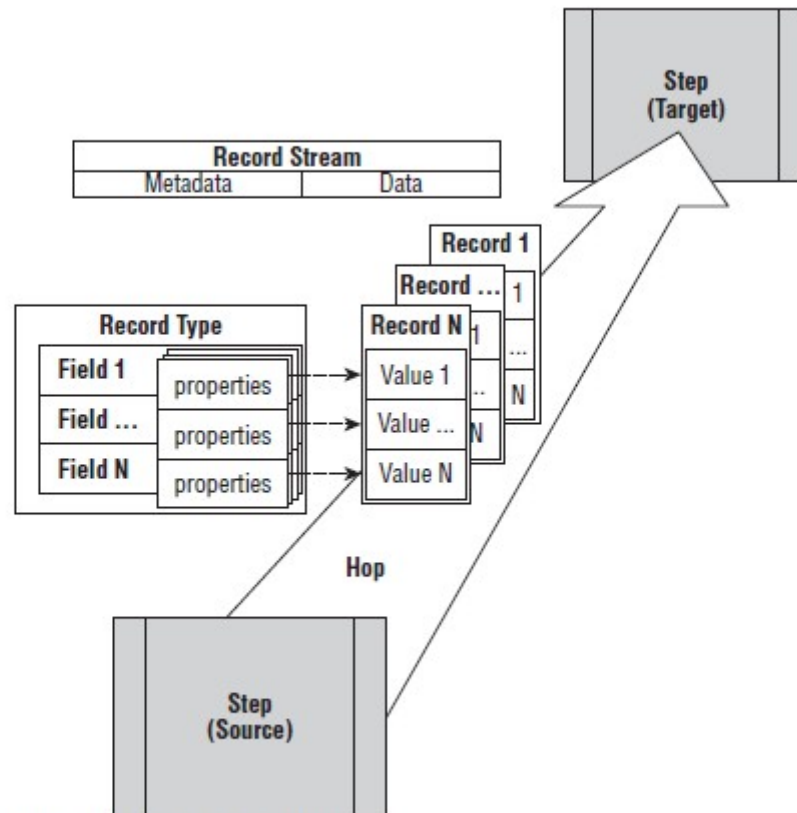 Step
(Target)
Record Stream
Metadata Data
Record 1
1
...
N
Record ...
1
..
N
Record Type
Field 1 properties
Field ... properties
Field N properties
Record N
Value 1
Value ...
Value N
Hop
Step
(Source)